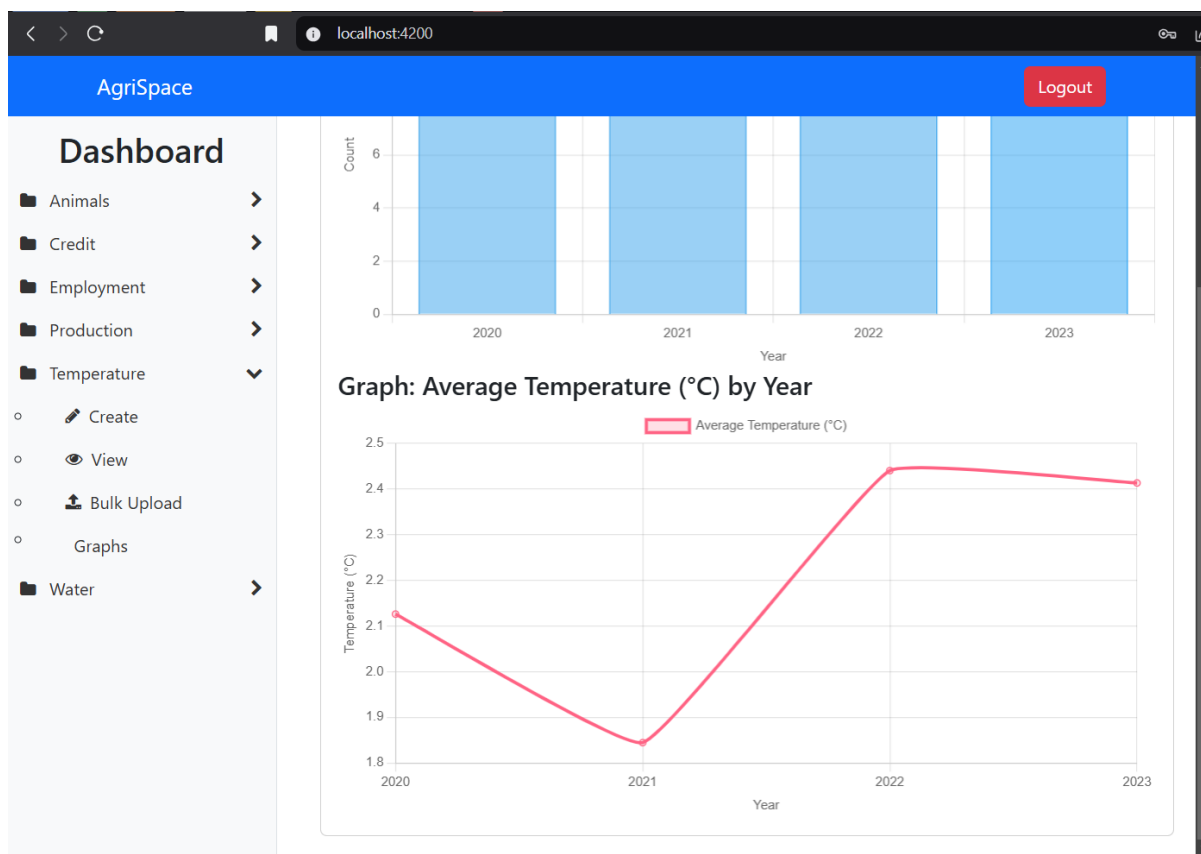 localhost:4200
AgriSpace
Logout
Dashboard
Animals
Credit
Employment
Production
Temperature
Create
View
Bulk Upload
Graphs
Water
Count
6
4
2
0
2020 2021 2022 2023
Year
Graph: Average Temperature (°C) by Year
Average Temperature (°C)
Temperature (°C)
2.5
2.4
2.3
2.2
2.1
2.0
1.9
1.8
2020 2021 2022 2023
Year